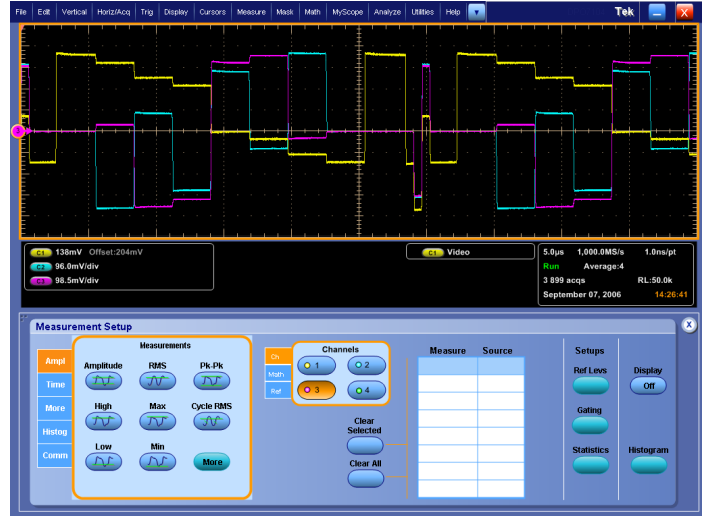 File Edit Vertical Horiz/Acq Trig Display Cursors Measure Mask Math MyScope Analyze Utilities Help Tek X
3
C1 138mV Offset:204mV
C2 96.0mV/div
C3 98.5mV/div
C1 Video
5.0µs 1,000.0MS/s 1.0ns/pt
Run Average:4
3 899 acqs RL:50.0k
September 07, 2006 14:26:41
Measurement Setup X
Ampl
Time
More
Histog
Comm
Measurements
Amplitude RMS Pk-Pk
High Max Cycle RMS
Low Min
More
Ch
Math
Ref
Channels
1 2
3 4
Clear
Selected
Clear All
Measure Source
Setups
Ref Levs
Gating
Statistics
Display
Off
Histogram